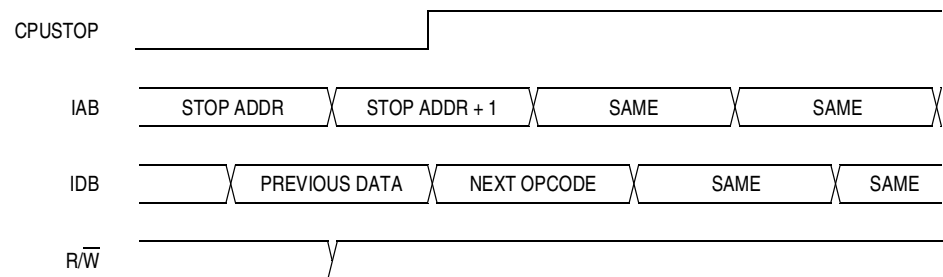 CPUSTOP
IAB STOP ADDR STOP ADDR + 1 SAME SAME
IDB PREVIOUS DATA NEXT OPCODE SAME SAME
R/W̅